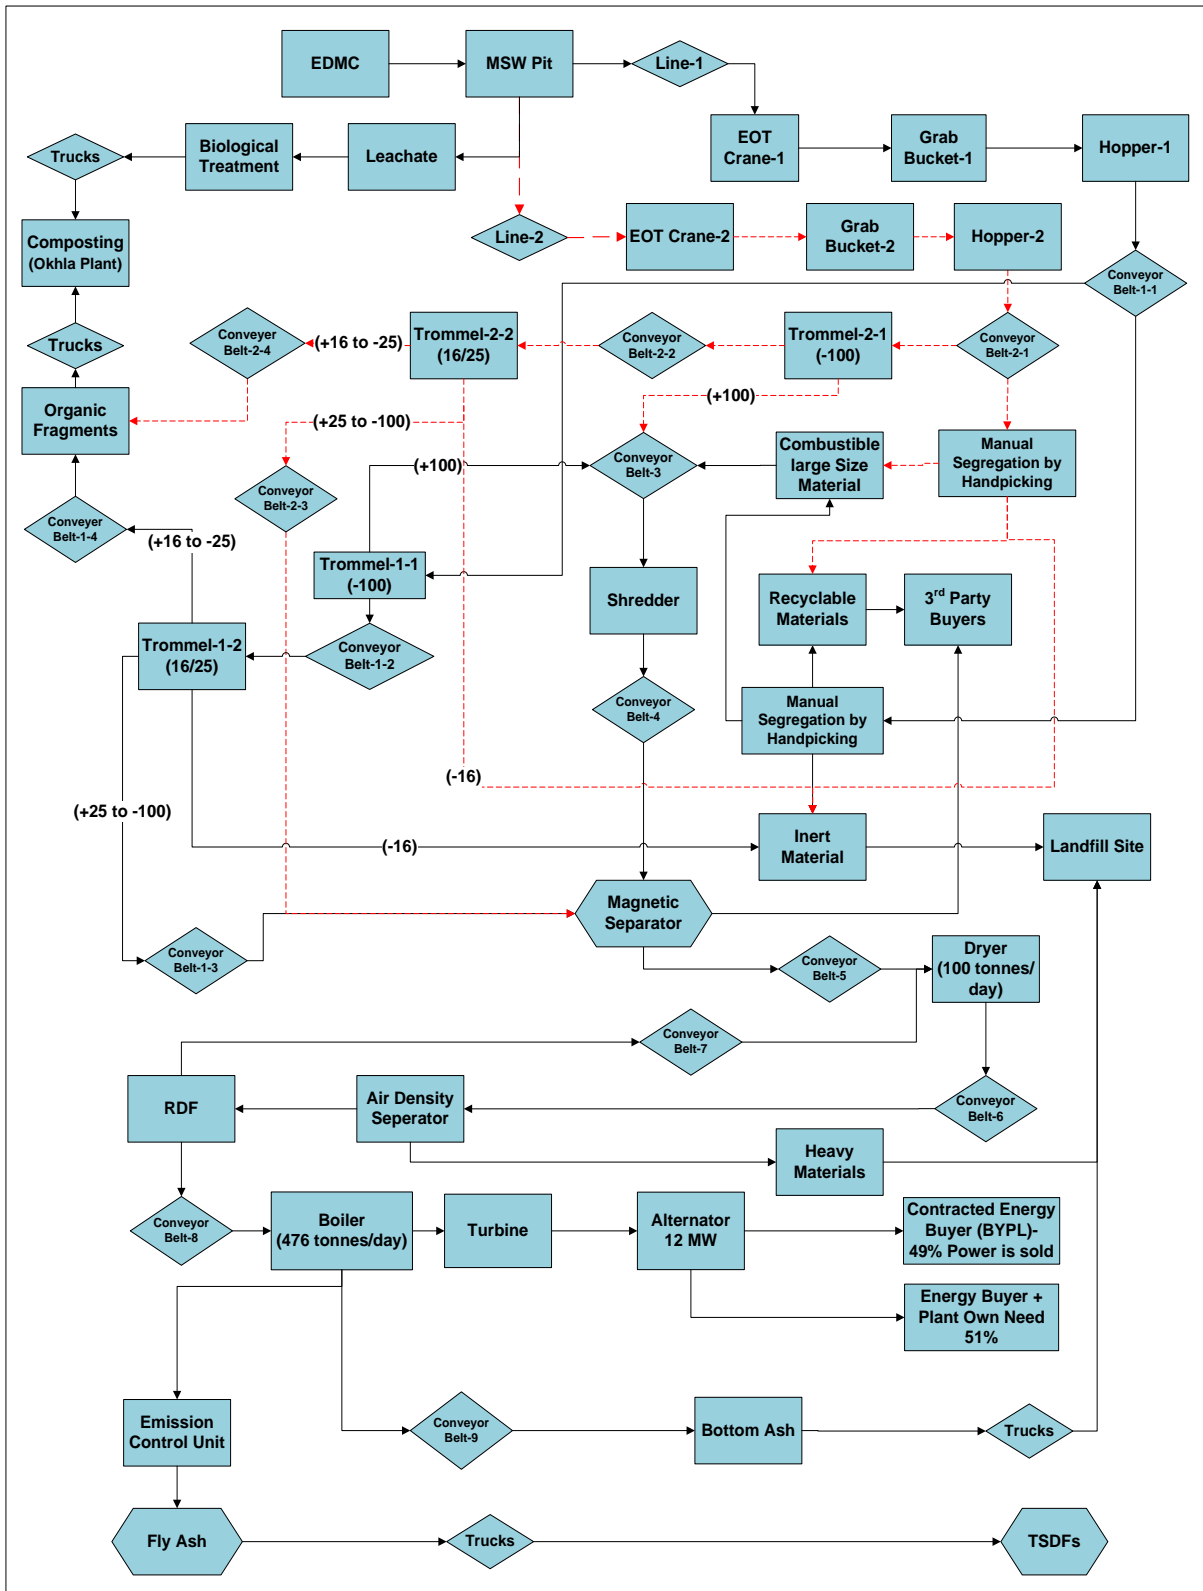 EDMC
MSW Pit
Line-1
EOT
Crane-1
Grab
Bucket-1
Hopper-1
Trucks
Biological
Treatment
Leachate
Line-2
EOT Crane-2
Grab
Bucket-2
Hopper-2
Composting
(Okhla Plant)
Conveyor
Belt-1-1
Trucks
Conveyer
Belt-2-4
(+16 to -25)
Trommel-2-2
(16/25)
Conveyor
Belt-2-2
Trommel-2-1
(-100)
Conveyor
Belt-2-1
(+100)
Organic
Fragments
(+25 to -100)
(+100)
Conveyor
Belt-3
Combustible
large Size
Material
Manual
Segregation by
Handpicking
Conveyor
Belt-2-3
Conveyer
Belt-1-4
(+16 to -25)
Trommel-1-1
(-100)
Shredder
Recyclable
Materials
3rd Party
Buyers
Trommel-1-2
(16/25)
Conveyor
Belt-1-2
Conveyor
Belt-4
Manual
Segregation by
Handpicking
(-16)
(+25 to -100)
(-16)
Inert
Material
Landfill Site
Magnetic
Separator
Conveyor
Belt-1-3
Conveyor
Belt-5
Dryer
(100 tonnes/
day)
Conveyor
Belt-7
RDF
Air Density
Seperator
Conveyor
Belt-6
Heavy
Materials
Conveyor
Belt-8
Boiler
(476 tonnes/day)
Turbine
Alternator
12 MW
Contracted Energy
Buyer (BYPL)-
49% Power is sold
Energy Buyer +
Plant Own Need
51%
Emission
Control Unit
Conveyor
Belt-9
Bottom Ash
Trucks
Fly Ash
Trucks
TSDFs